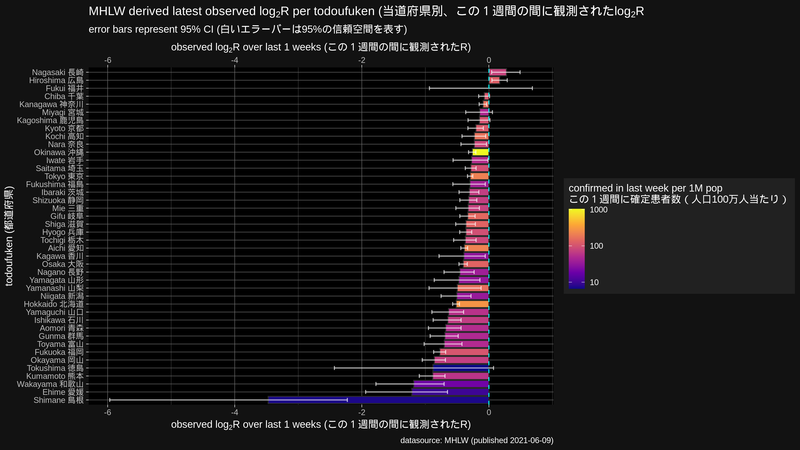 MHLW derived latest observed log₂R per todoufuken (当道府県別、この１週間の間に観測されたlog₂R
error bars represent 95% CI (白いエラーバーは95%の信頼空間を表す)
observed log₂R over last 1 weeks (この１週間の間に観測されたR)
-6 -4 -2 0
Nagasaki 長崎
Hiroshima 広島
Fukui 福井
Chiba 千葉
Kanagawa 神奈川
Miyagi 宮城
Kagoshima 鹿児島
Kyoto 京都
Kochi 高知
Nara 奈良
Okinawa 沖縄
Iwate 岩手
Saitama 埼玉
Tokyo 東京
Fukushima 福島
Ibaraki 茨城
Shizuoka 静岡
Mie 三重
Gifu 岐阜
Shiga 滋賀
Hyogo 兵庫
Tochigi 栃木
Aichi 愛知
Kagawa 香川
Osaka 大阪
Nagano 長野
Yamagata 山形
Yamanashi 山梨
Niigata 新潟
Hokkaido 北海道
Yamaguchi 山口
Ishikawa 石川
Aomori 青森
Gunma 群馬
Toyama 富山
Fukuoka 福岡
Okayama 岡山
Tokushima 徳島
Kumamoto 熊本
Wakayama 和歌山
Ehime 愛媛
Shimane 島根
todoufuken (都道府県)
-6 -4 -2 0
observed log₂R over last 1 weeks (この１週間の間に観測されたR)
confirmed in last week per 1M pop
この１週間に確定患者数（人口100万人当たり）
1000
100
10
datasource: MHLW (published 2021-06-09)